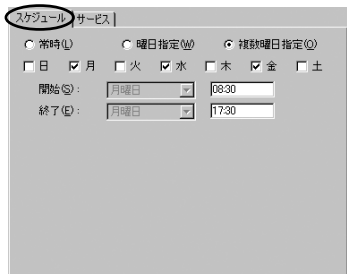 スケジュール サービス
常時(L) 曜日指定(W) 複数曜日指定(O)
日 月 火 水 木 金 土
開始(S): 月曜日 08:30
終了(E): 月曜日 17:30